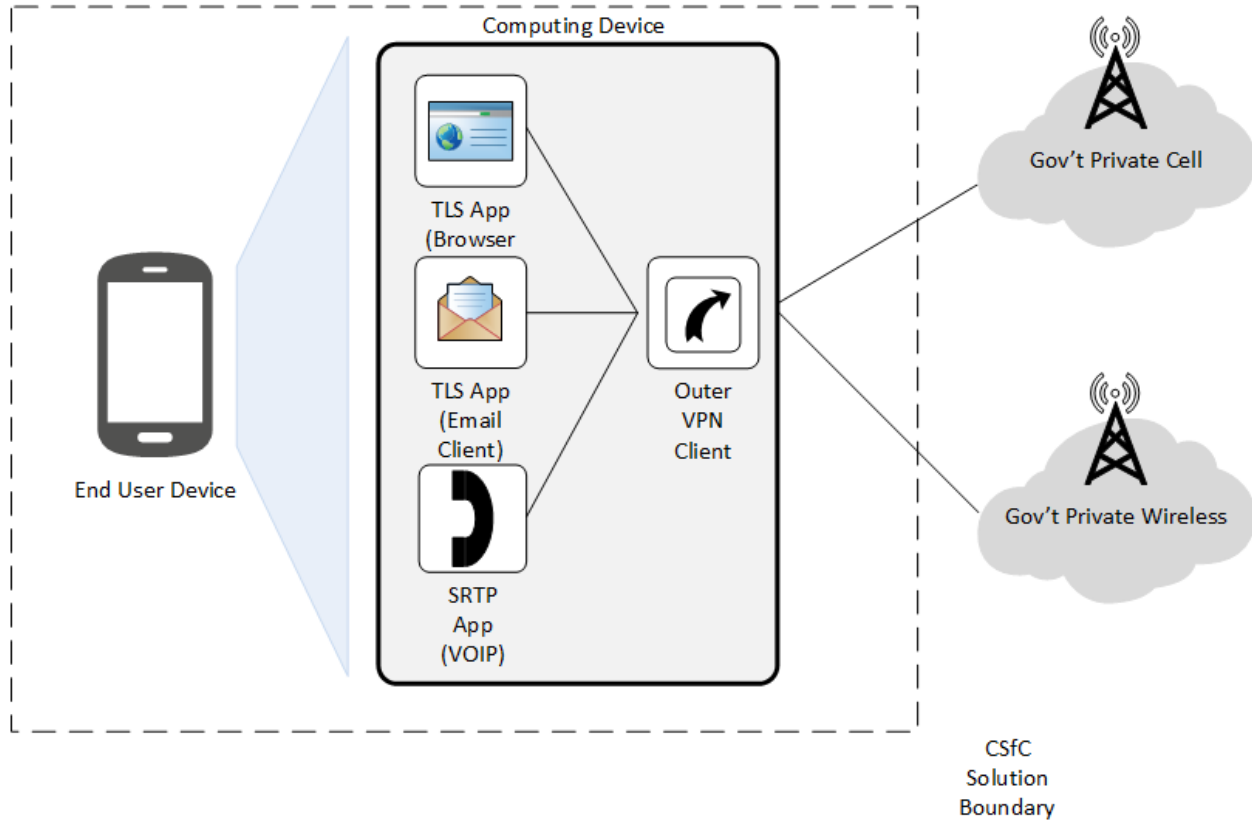 Computing Device
TLS App
(Browser
TLS App
(Email
Client)
SRTP
App
(VOIP)
Outer
VPN
Client
End User Device
Gov't Private Cell
Gov't Private Wireless
CSfC
Solution
Boundary